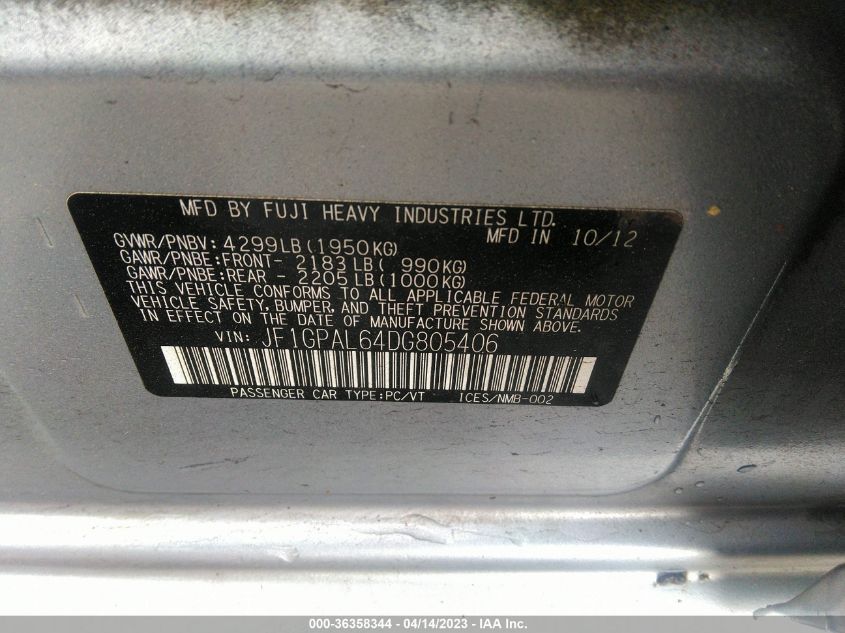 MFD BY FUJI HEAVY INDUSTRIES LTD.
MFD IN 10/12
GVWR/PNBV: 4299LB(1950KG)
GAWR/PNBE:FRONT- 2183LB( 990KG)
GAWR/PNBE:REAR - 2205LB(1000KG)
THIS VEHICLE CONFORMS TO ALL APPLICABLE FEDERAL MOTOR
VEHICLE SAFETY, BUMPER, AND THEFT PREVENTION STANDARDS
IN EFFECT ON THE DATE OF MANUFACTURE SHOWN ABOVE.
VIN: JF1GPAL64DG805406
PASSENGER CAR TYPE:PC/VT ICES/NMB-002
000-36358344 - 04/14/2023 - IAA Inc.